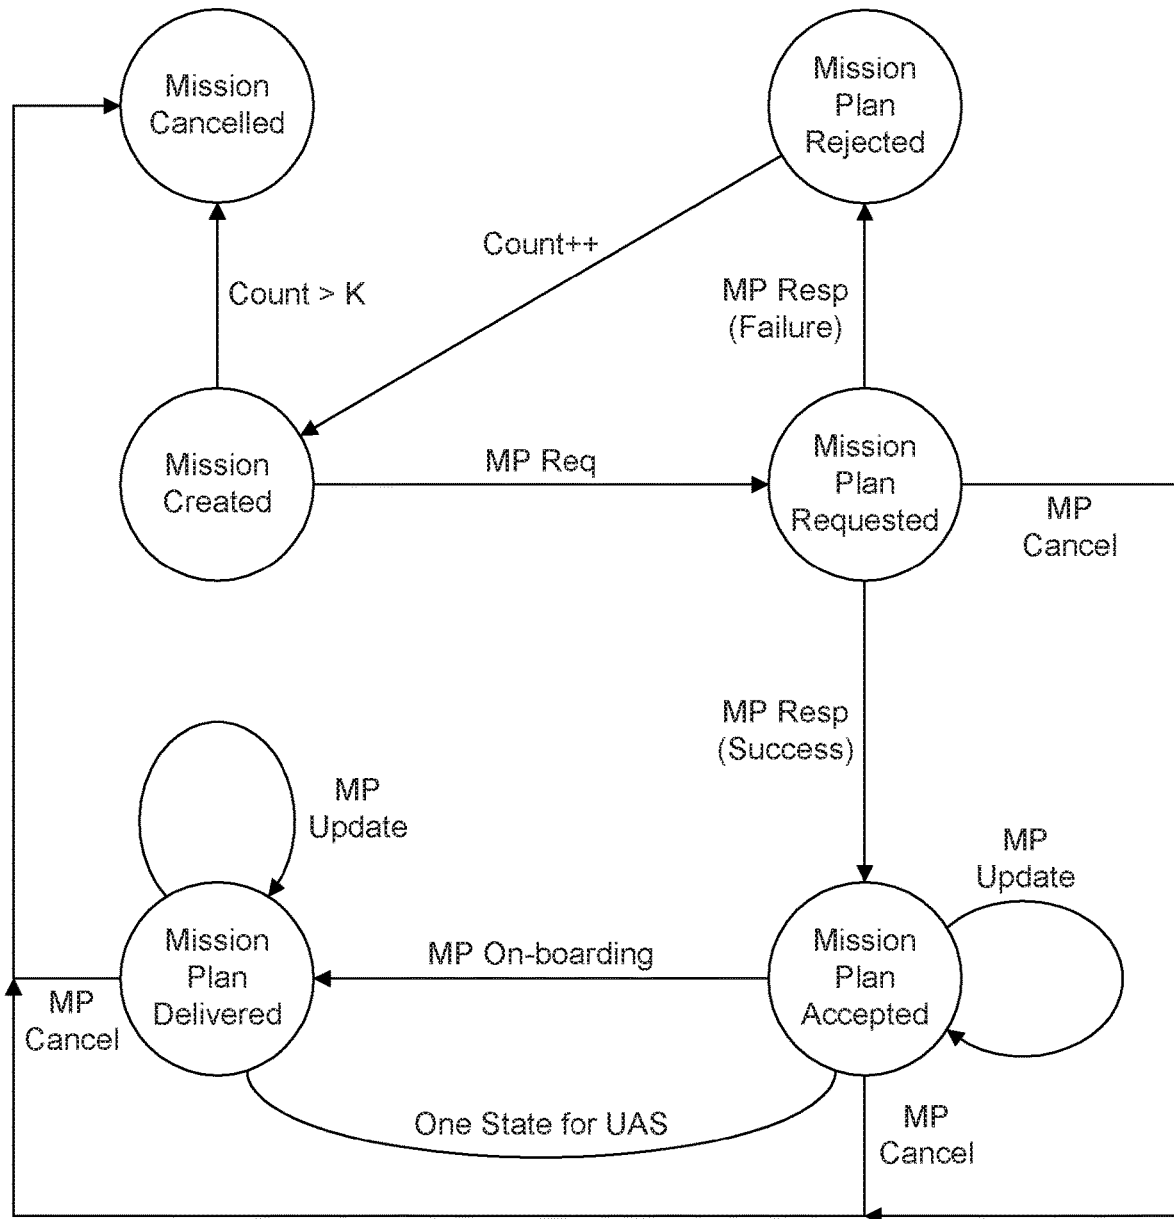 Mission
Cancelled
Mission
Plan
Rejected
Count++
Count > K
MP Resp
(Failure)
Mission
Created
MP Req
Mission
Plan
Requested
MP
Cancel
MP Resp
(Success)
MP
Update
MP
Update
Mission
Plan
Delivered
MP On-boarding
Mission
Plan
Accepted
MP
Cancel
One State for UAS
MP
Cancel